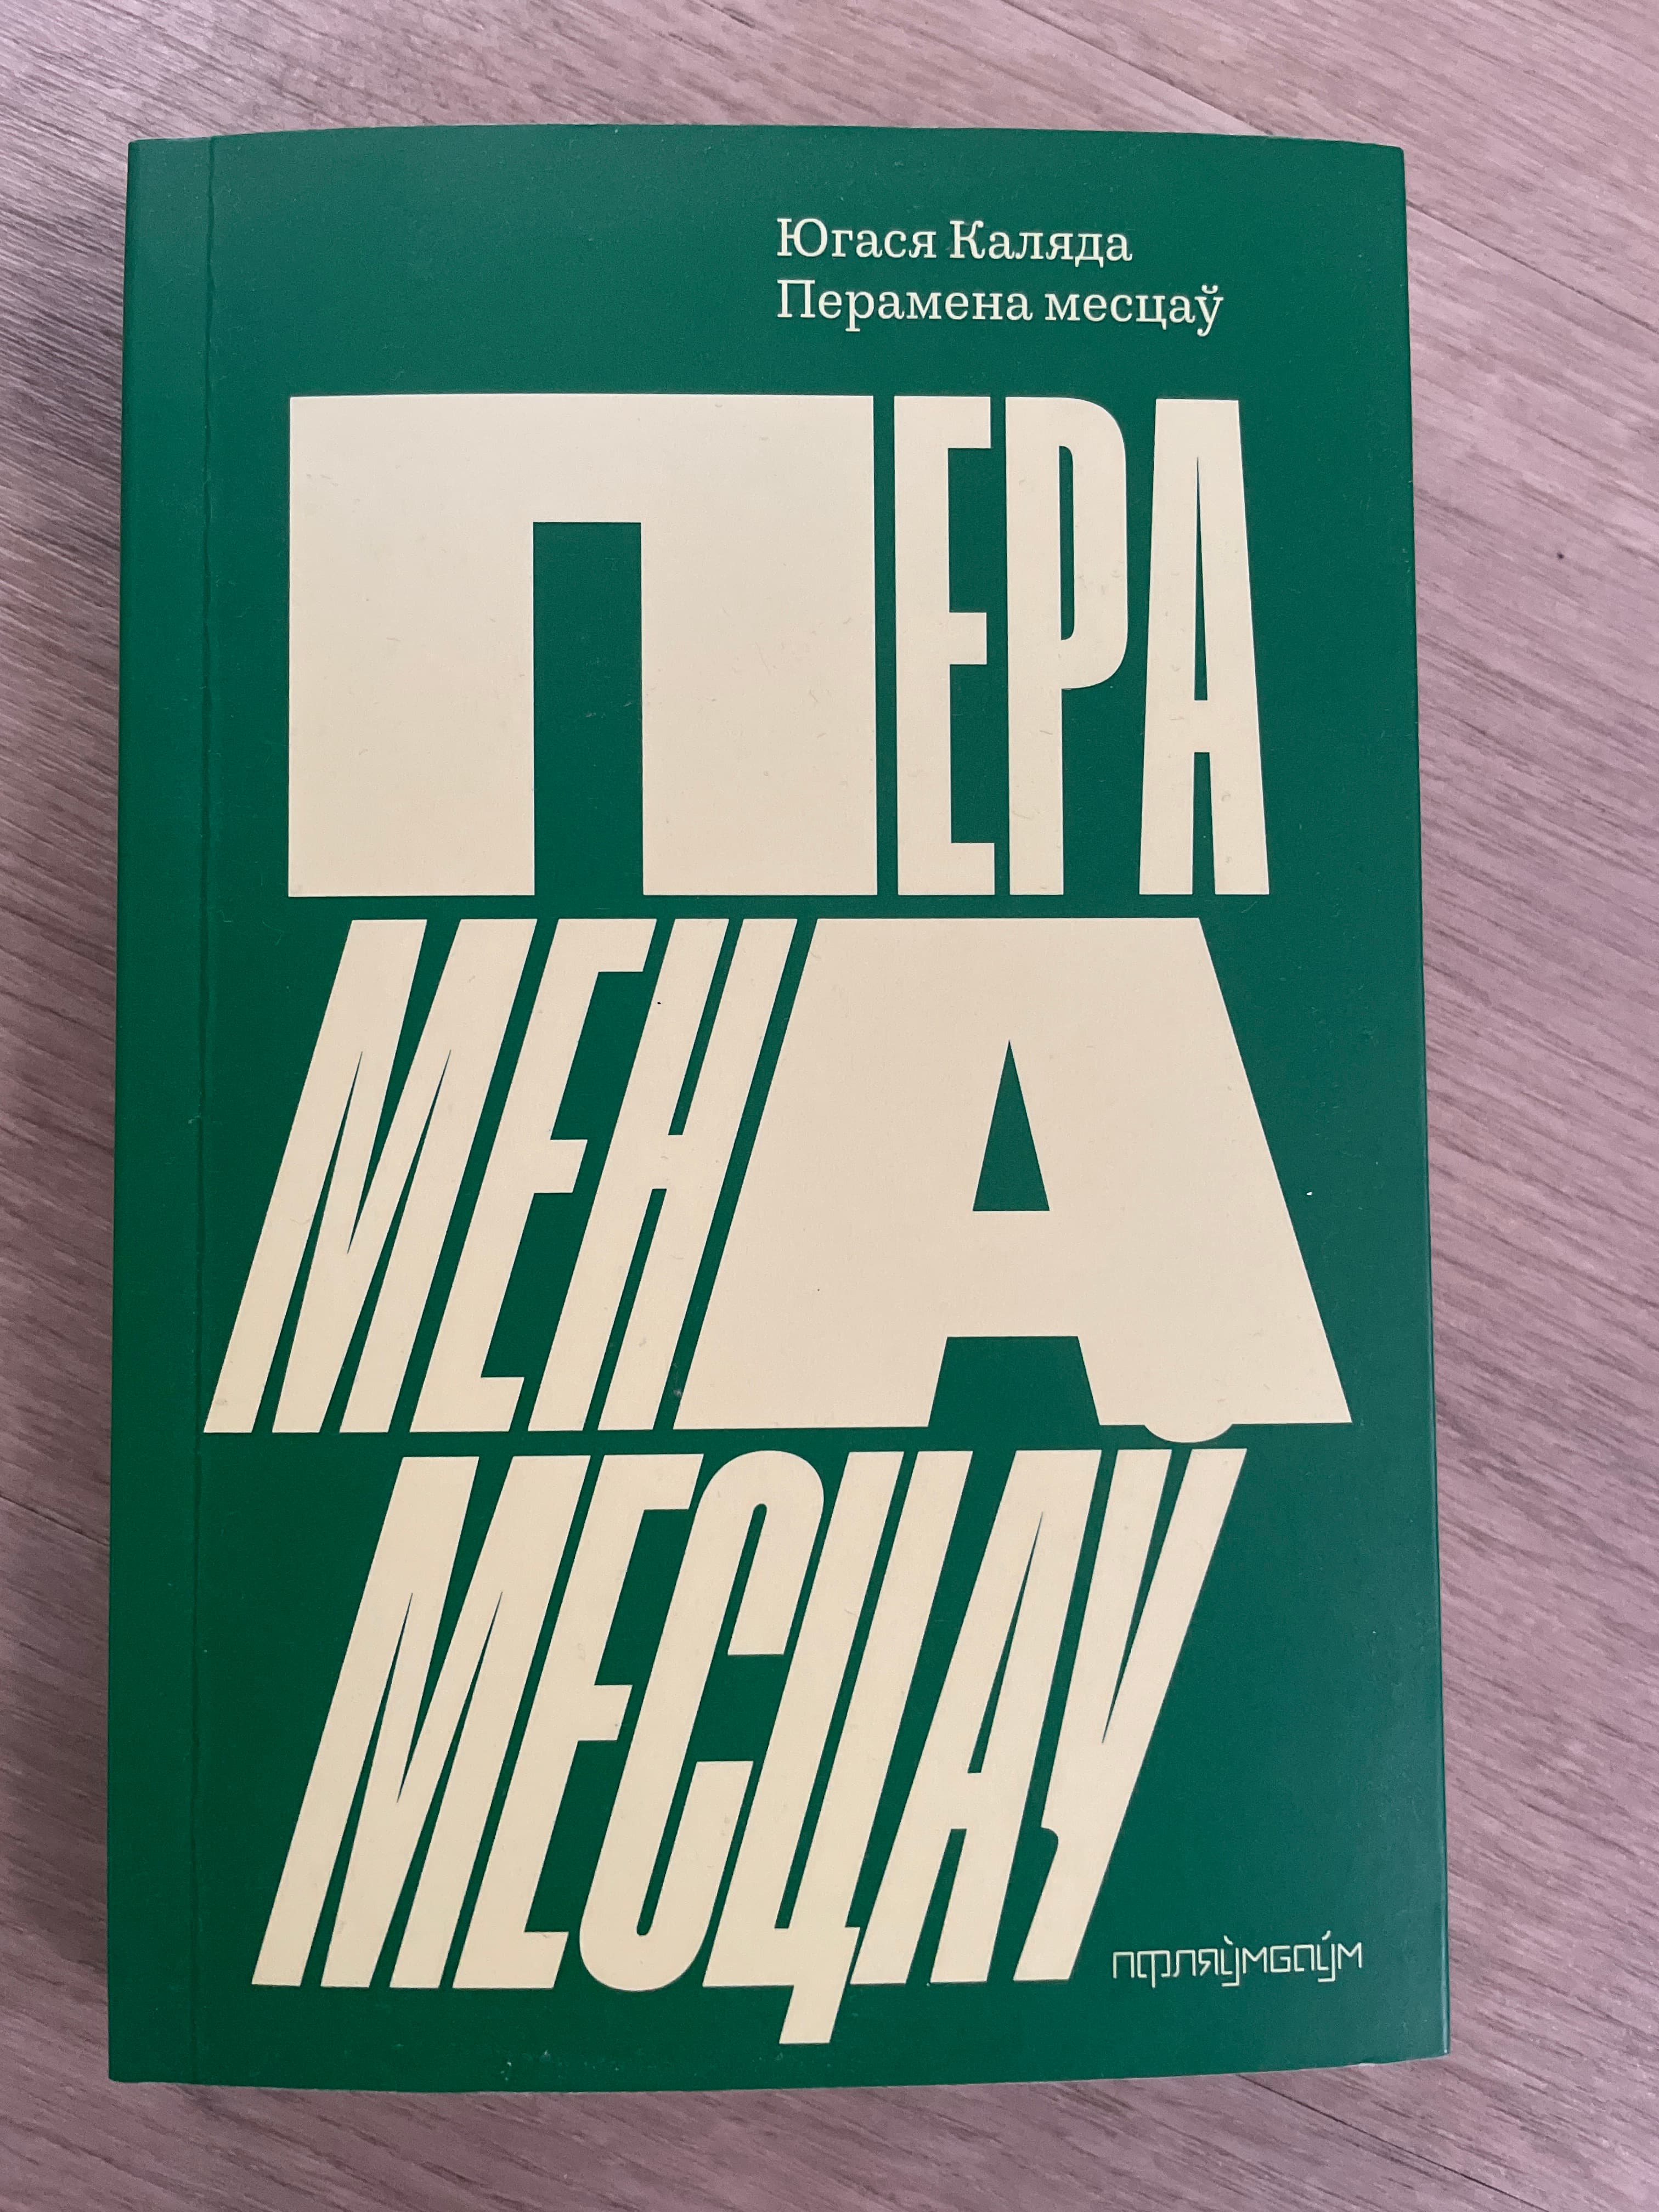 Югася Каляда
Перамена месцаў
ПЕРА
МЕНА
МЕСЦАЎ
пфляўмбаўм